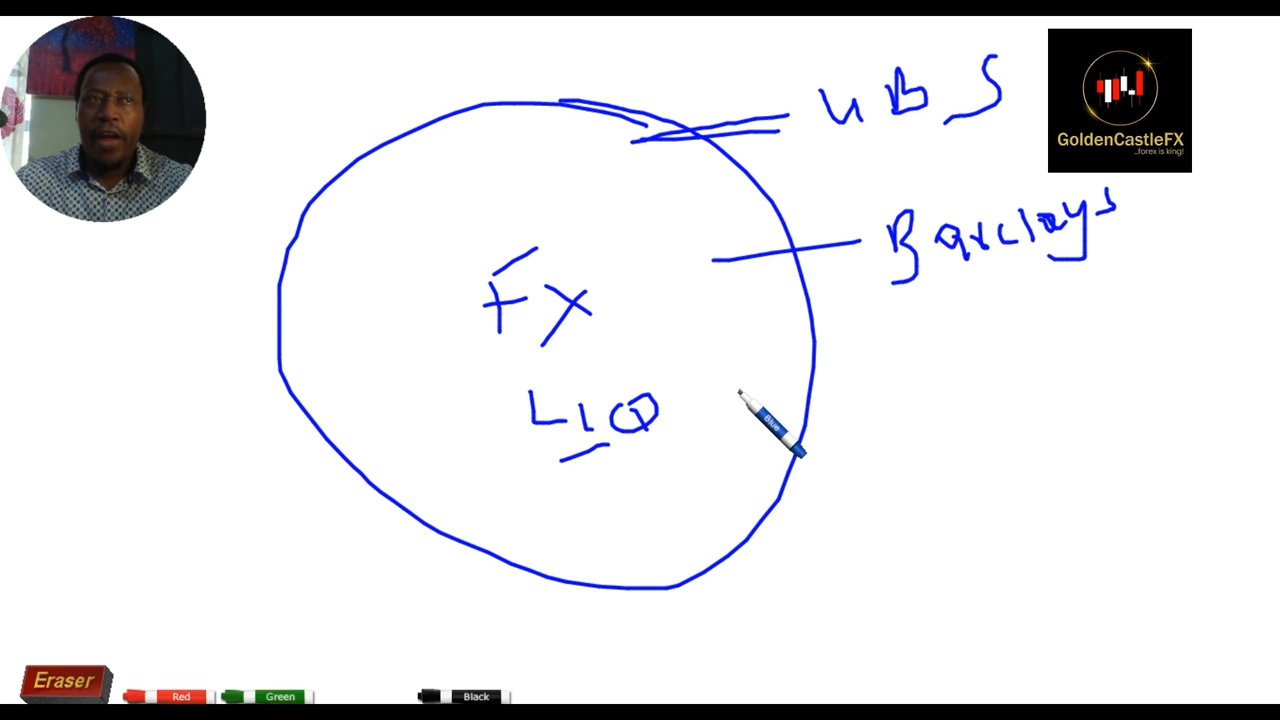 UBS
GoldenCastleFX
...forex is king!
Barclays
FX
LIQ
Blue
Eraser
Red
Green
Black